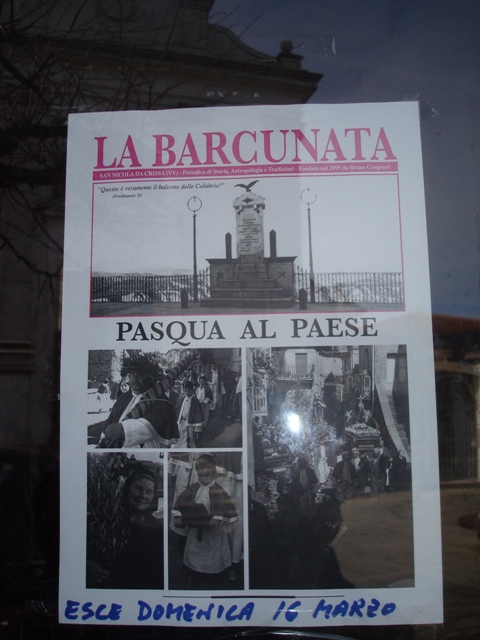 LA BARCUNATA
SAN NICOLA DA CRISSA (VV) - Periodico di Storia, Antropologia e Tradizioni - Fondato nel 1995 da Bruno Congiustì
"Questo è veramente il balcone delle Calabrie!"
(Ferdinando II)
PASQUA AL PAESE
ESCE DOMENICA 16 MARZO